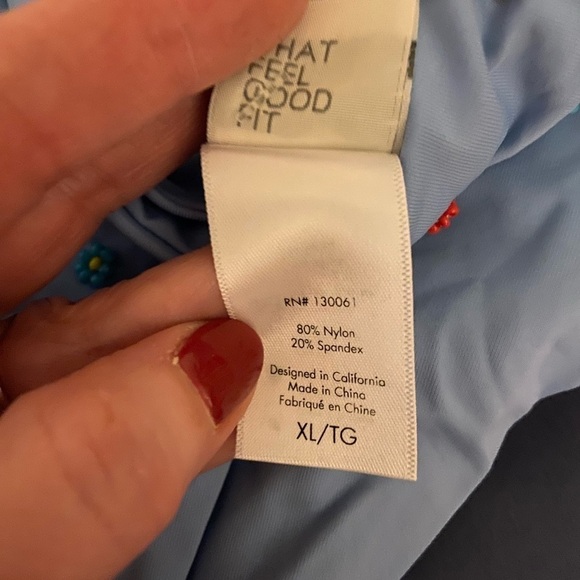 THAT
FEEL
GOOD
FIT
RN# 130061
80% Nylon
20% Spandex
Designed in California
Made in China
Fabriqué en Chine
XL/TG